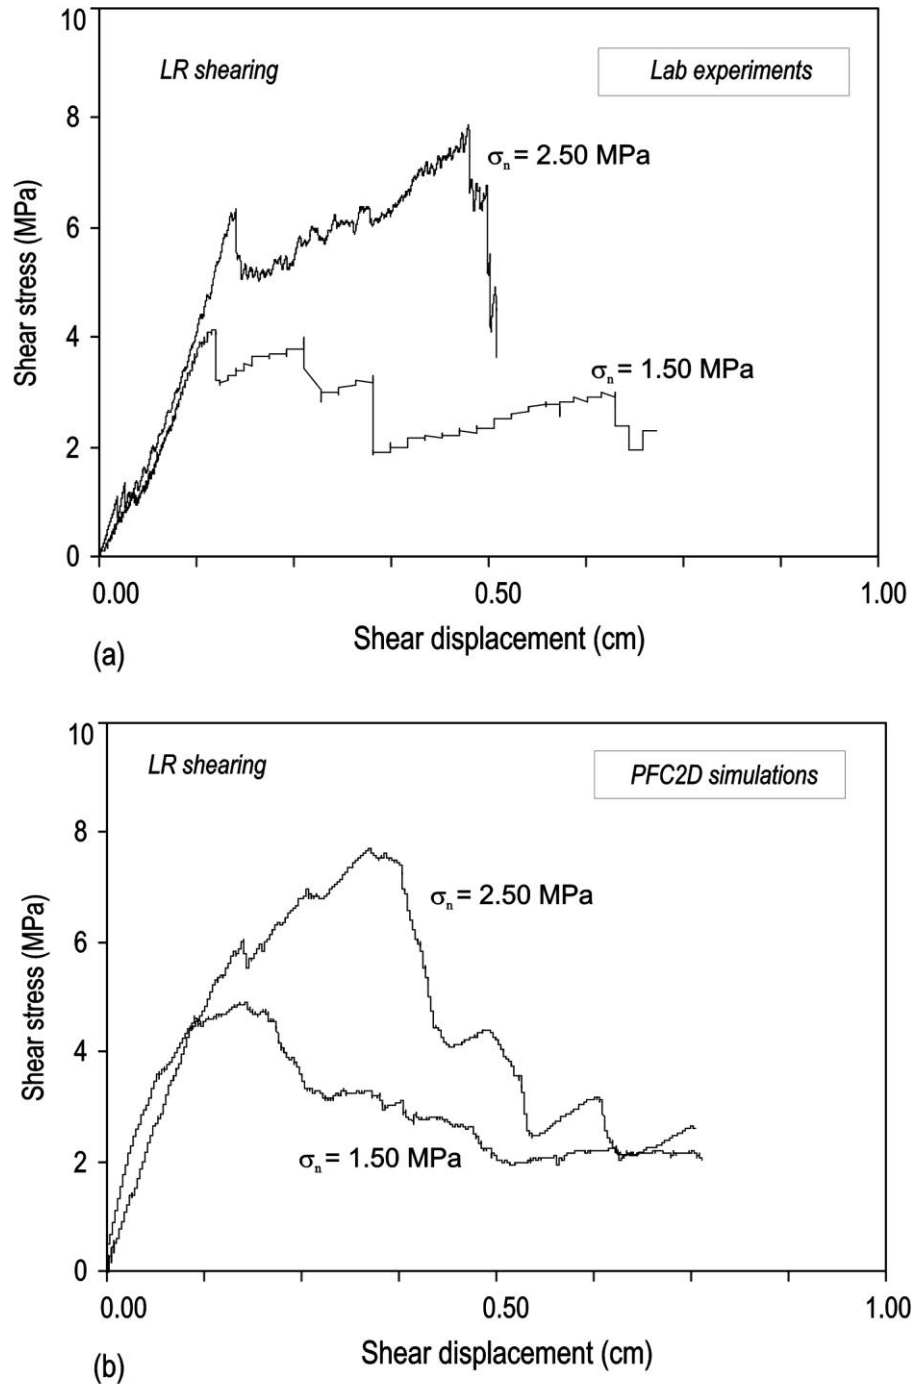 10
LR shearing
Lab experiments
8
σn = 2.50 MPa
Shear stress (MPa)
6
4
σn = 1.50 MPa
2
0
0.00 0.50 1.00
Shear displacement (cm)
(a)
10
LR shearing
PFC2D simulations
8
σn = 2.50 MPa
Shear stress (MPa)
6
4
2
σn = 1.50 MPa
0
0.00 0.50 1.00
Shear displacement (cm)
(b)